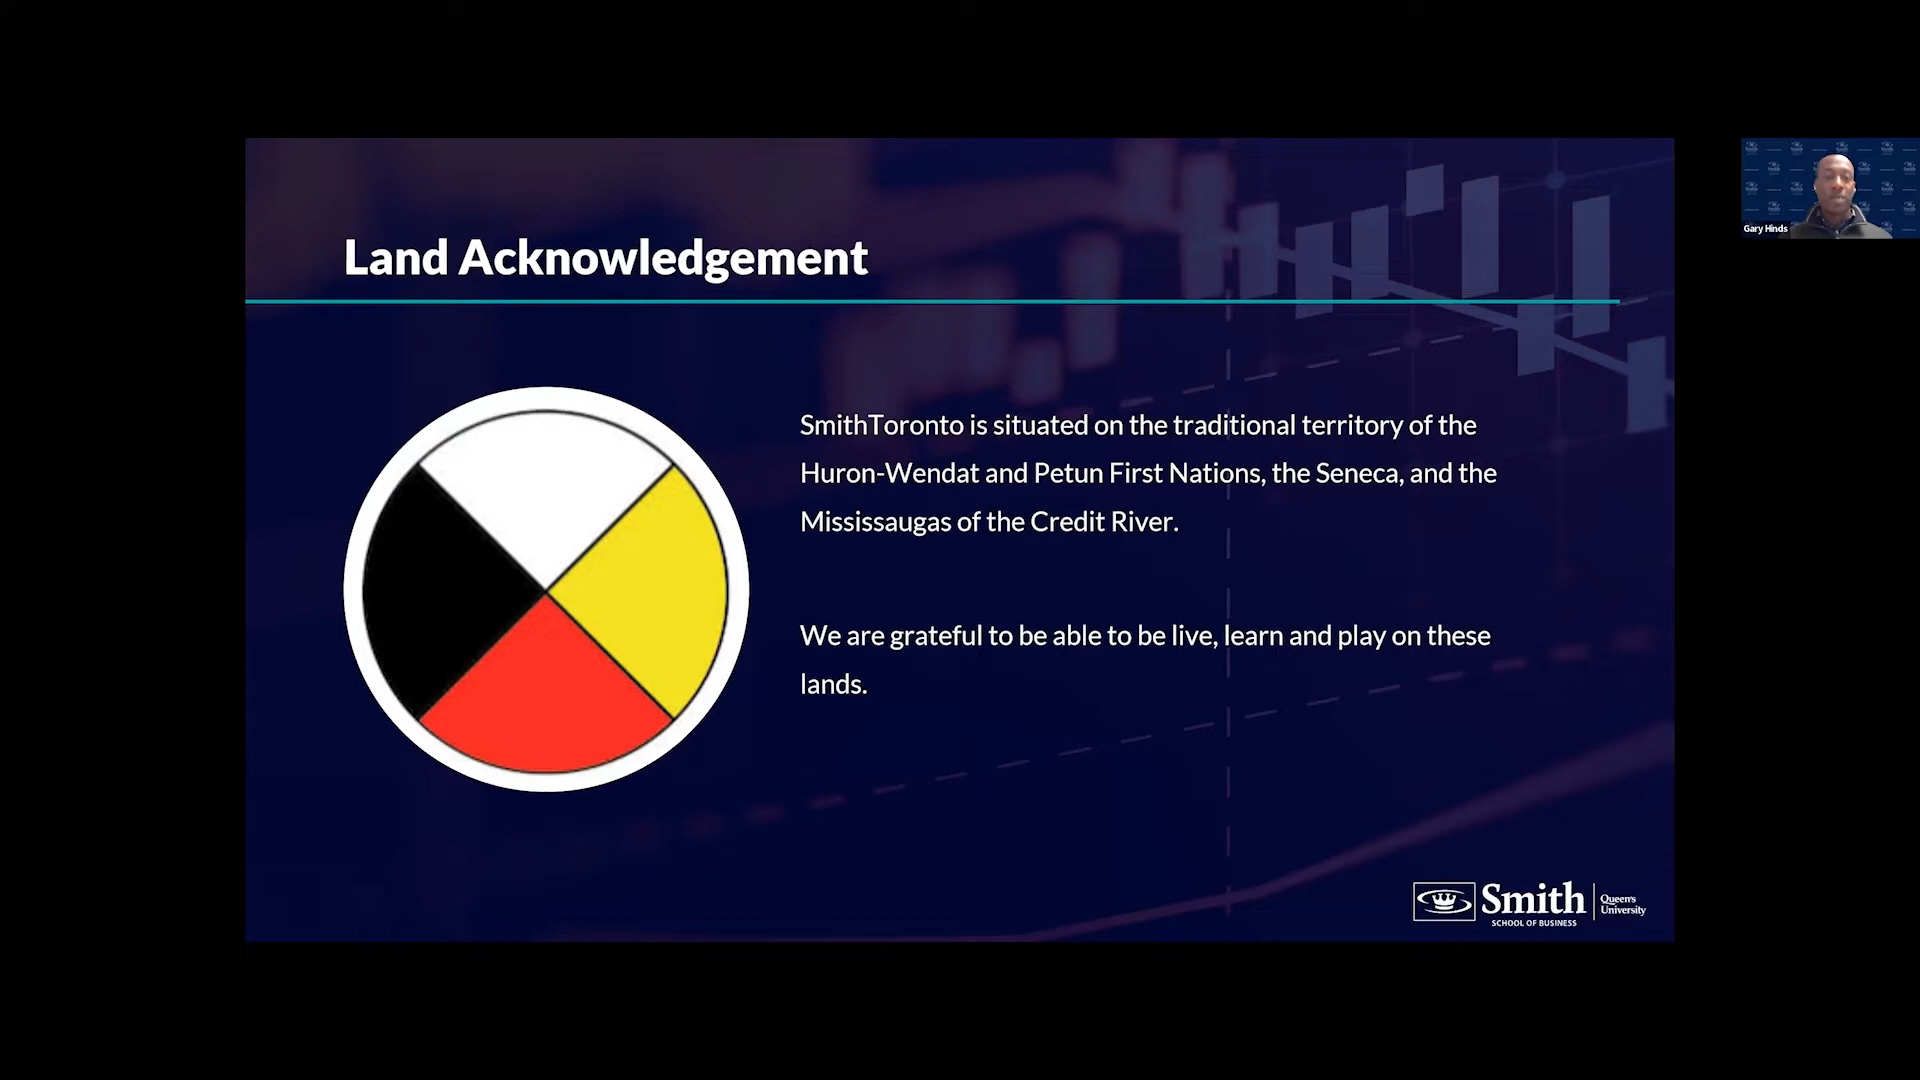 Land Acknowledgement
SmithToronto is situated on the traditional territory of the
Huron-Wendat and Petun First Nations, the Seneca, and the
Mississaugas of the Credit River.
We are grateful to be able to be live, learn and play on these
lands.
Smith
SCHOOL OF BUSINESS
Queen's
University
Gary Hinds